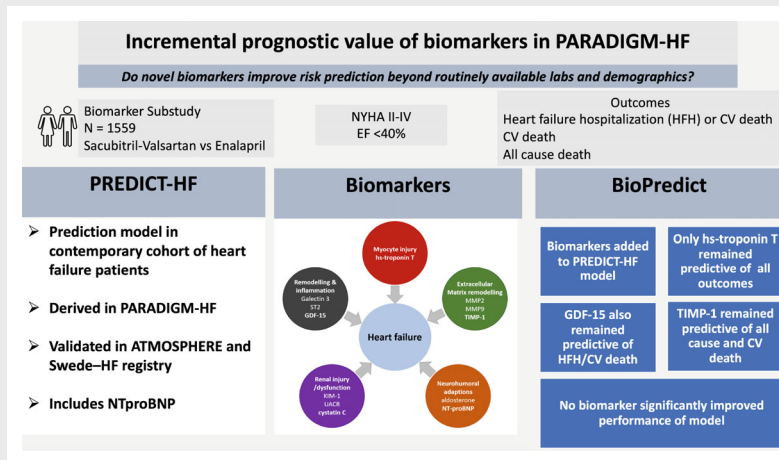 Incremental prognostic value of biomarkers in PARADIGM-HF
Do novel biomarkers improve risk prediction beyond routinely available labs and demographics?
Biomarker Substudy
N = 1559
Sacubitril-Valsartan vs Enalapril
NYHA II-IV
EF <40%
Outcomes
Heart failure hospitalization (HFH) or CV death
CV death
All cause death
PREDICT-HF
➢ Prediction model in
contemporary cohort of heart
failure patients
➢ Derived in PARADIGM-HF
➢ Validated in ATMOSPHERE and
Swede–HF registry
➢ Includes NTproBNP
Biomarkers
Myocyte injury
hs-troponin T
Remodelling &
inflammation
Galectin 3
ST2
GDF-15
Extracellular
Matrix remodelling
MMP2
MMP9
TIMP-1
Heart failure
Renal injury
/dysfunction
KIM-1
UACR
cystatin C
Neurohumoral
adaptions
aldosterone
NT-proBNP
BioPredict
Biomarkers added
to PREDICT-HF
model
Only hs-troponin T
remained
predictive of all
outcomes
GDF-15 also
remained
predictive of
HFH/CV death
TIMP-1 remained
predictive of all
cause and CV
death
No biomarker significantly improved
performance of model